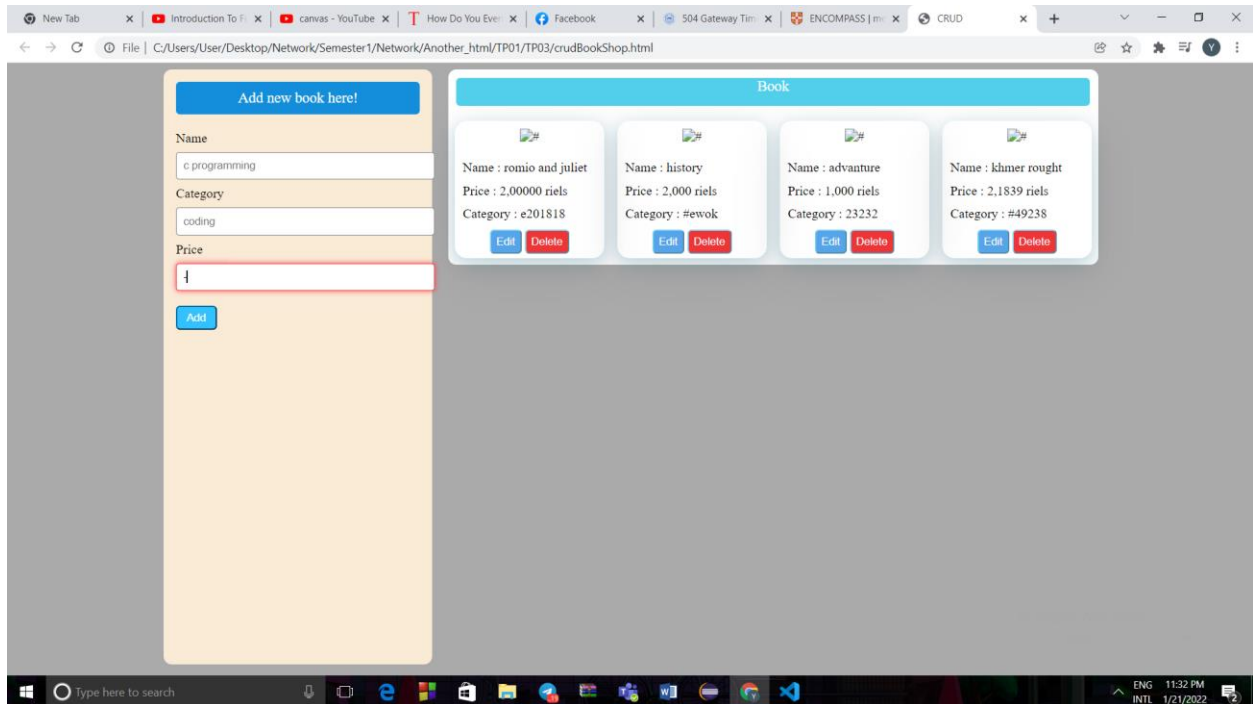 New Tab
Introduction To Fi
canvas - YouTube
How Do You Ever
Facebook
504 Gateway Tim
ENCOMPASS | m
CRUD
File | C:/Users/User/Desktop/Network/Semester1/Network/Another_html/TP01/TP03/crudBookShop.html
Y
Add new book here!
Name
c programming
Category
coding
Price
Add
Book
#
Name : romio and juliet
Price : 2,00000 riels
Category : e201818
Edit Delete
#
Name : history
Price : 2,000 riels
Category : #ewok
Edit Delete
#
Name : advanture
Price : 1,000 riels
Category : 23232
Edit Delete
#
Name : khmer rought
Price : 2,1839 riels
Category : #49238
Edit Delete
Type here to search
ENG 11:32 PM
INTL 1/21/2022
2